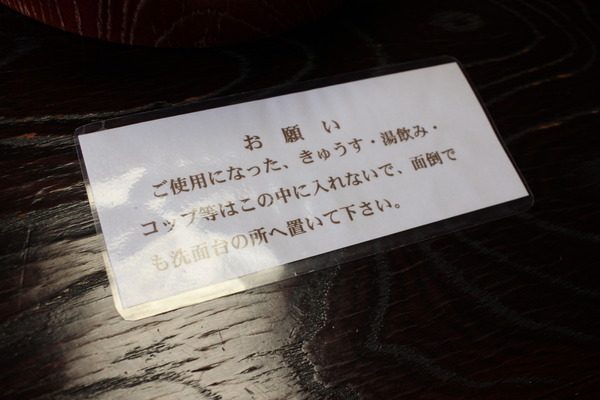 お願い
ご使用になった、きゅうす・湯飲み・
コップ等はこの中に入れないで、面倒で
も洗面台の所へ置いて下さい。